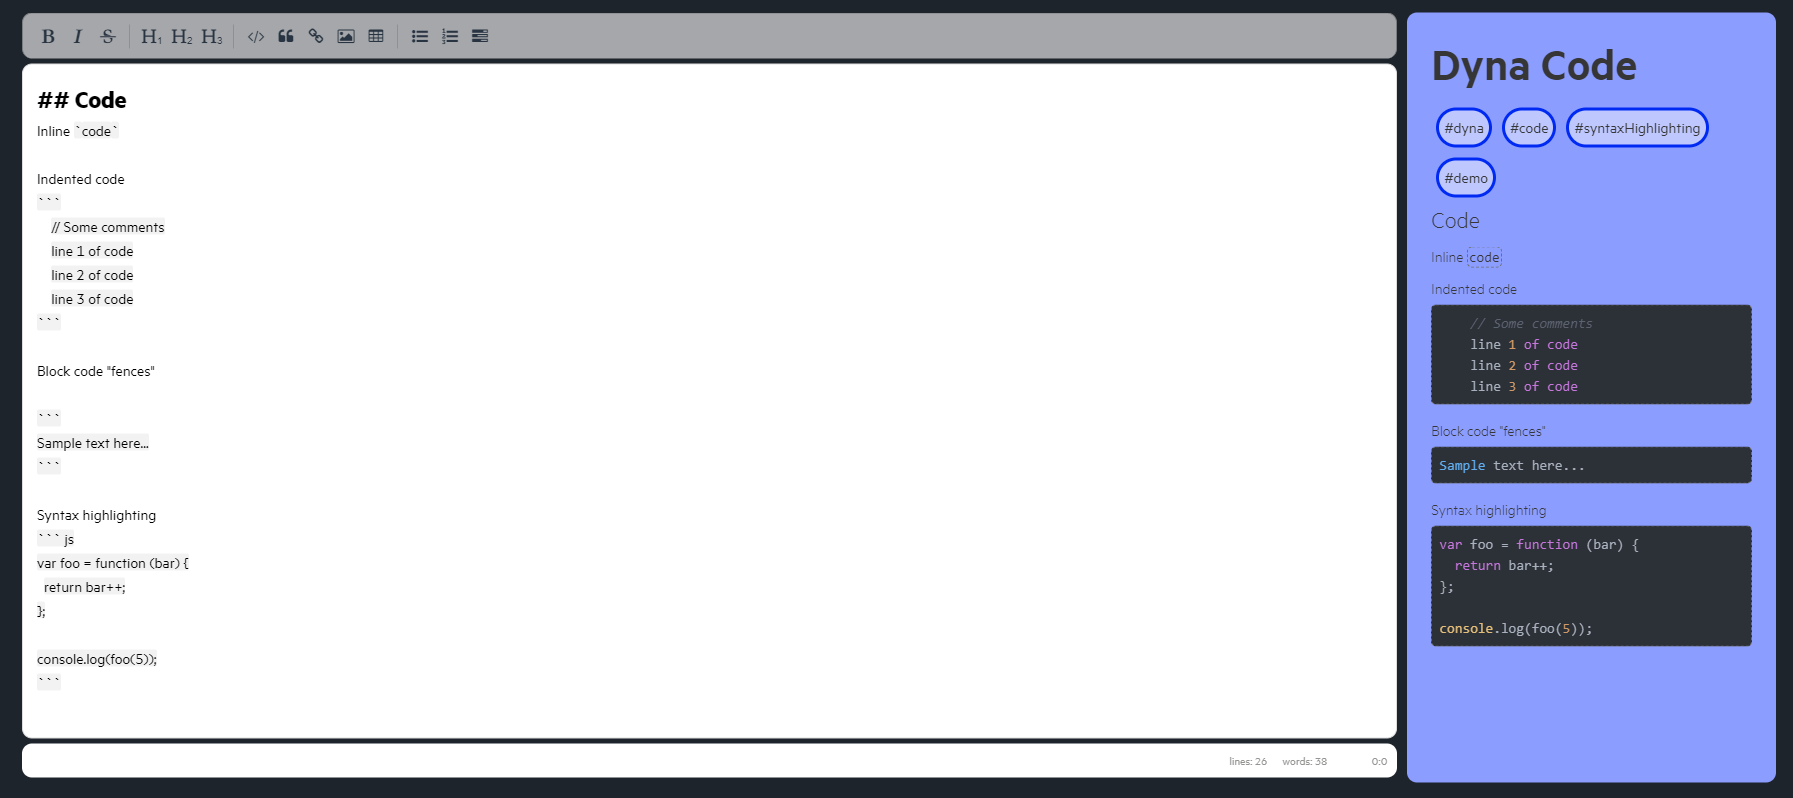 B I S H1 H2 H3 </>
## Code
Inline `code`
Indented code
```
// Some comments
line 1 of code
line 2 of code
line 3 of code
```
Block code "fences"
```
Sample text here...
```
Syntax highlighting
``` js
var foo = function (bar) {
return bar++;
};
console.log(foo(5));
```
lines: 26 words: 38 0:0
Dyna Code
#dyna #code #syntaxHighlighting
#demo
Code
Inline code
Indented code
// Some comments
line 1 of code
line 2 of code
line 3 of code
Block code "fences"
Sample text here...
Syntax highlighting
var foo = function (bar) {
return bar++;
};
console.log(foo(5));